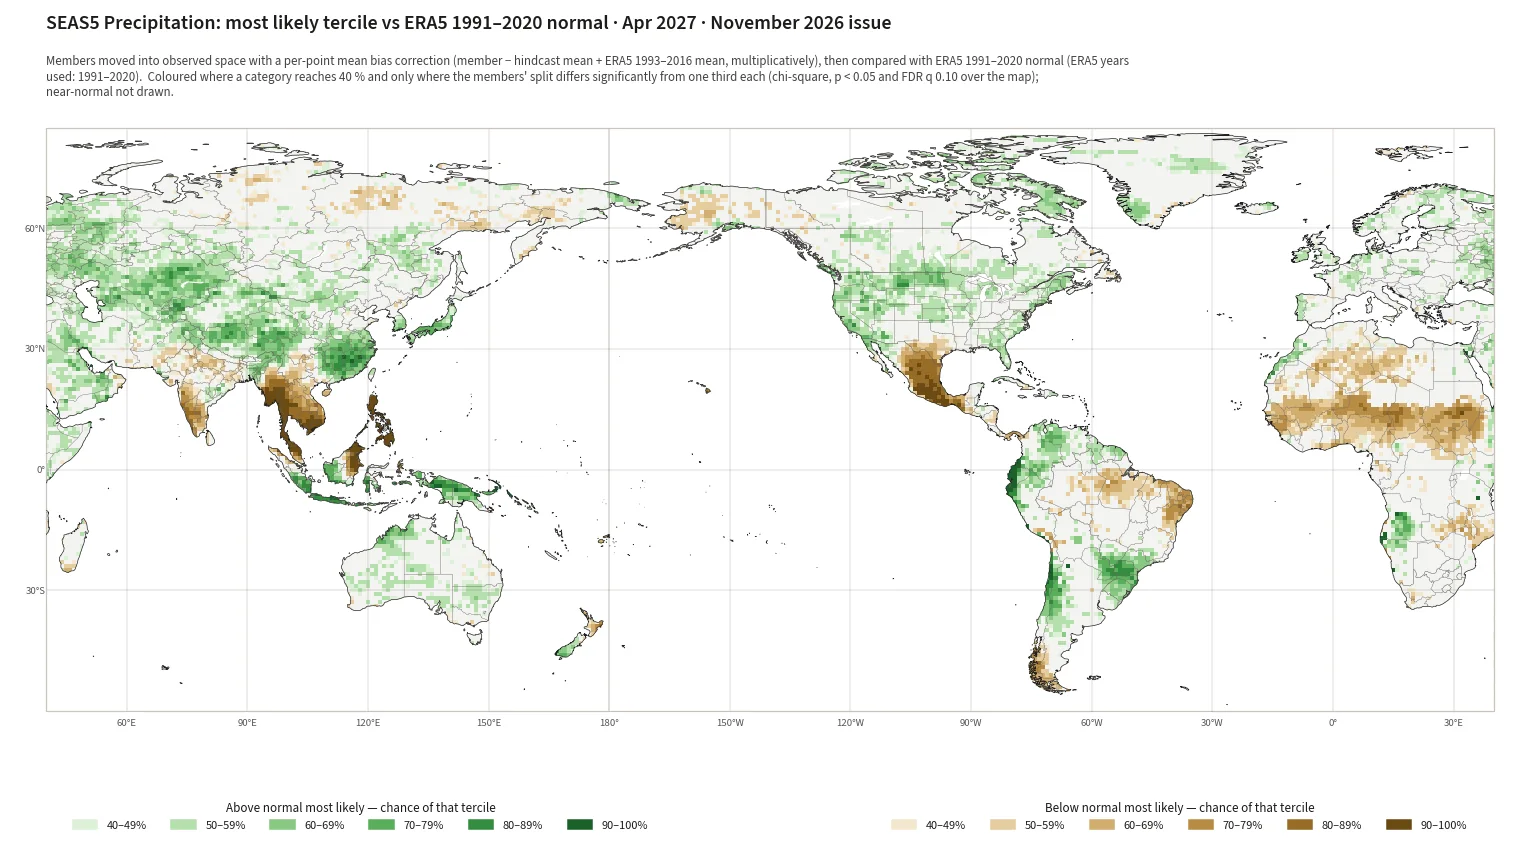 SEAS5 Precipitation: most likely tercile vs ERA5 1991–2020 normal · Apr 2027 · November 2026 issue
Members moved into observed space with a per-point mean bias correction (member − hindcast mean + ERA5 1993–2016 mean, multiplicatively), then compared with ERA5 1991–2020 normal (ERA5 years
used: 1991–2020).  Coloured where a category reaches 40 % and only where the members' split differs significantly from one third each (chi-square, p < 0.05 and FDR q 0.10 over the map);
near-normal not drawn.
60°N
30°N
0°
30°S
60°E 90°E 120°E 150°E 180° 150°W 120°W 90°W 60°W 30°W 0° 30°E
Above normal most likely — chance of that tercile
40–49% 50–59% 60–69% 70–79% 80–89% 90–100%
Below normal most likely — chance of that tercile
40–49% 50–59% 60–69% 70–79% 80–89% 90–100%